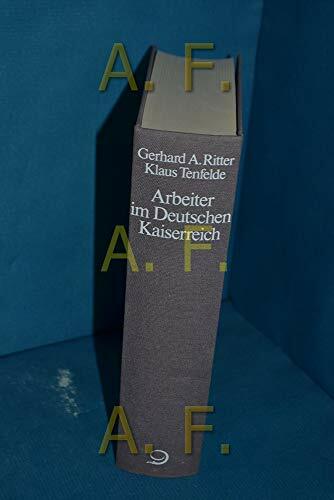 A. F.
Gerhard A. Ritter
Klaus Tenfelde
Arbeiter
im Deutschen
Kaiserreich
A. F.
A. F.